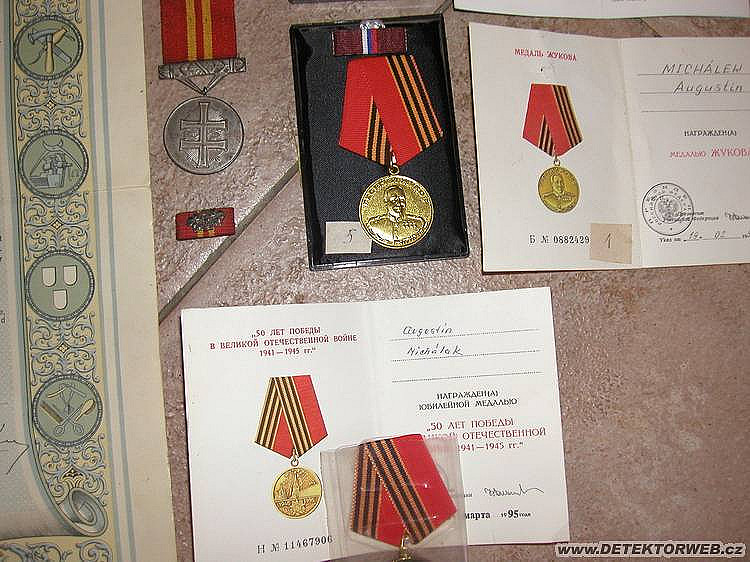 МЕДАЛЬ ЖУКОВА
Б № 0882429
1
MICHÁLEK
Augustin
НАГРАЖДЕН(А)
МЕДАЛЬЮ ЖУКОВА
5
„50 ЛЕТ ПОБЕДЫ
В ВЕЛИКОЙ ОТЕЧЕСТВЕННОЙ ВОЙНЕ
1941—1945 гг."
Н № 11467906
Augustin
Michálek
НАГРАЖДЕН(А)
ЮБИЛЕЙНОЙ МЕДАЛЬЮ
„50 ЛЕТ ПОБЕДЫ
ВЕЛИКОЙ ОТЕЧЕСТВЕННОЙ
1941—1945 гг."
марта 1995 года
www.DETEKTORWEB.cz